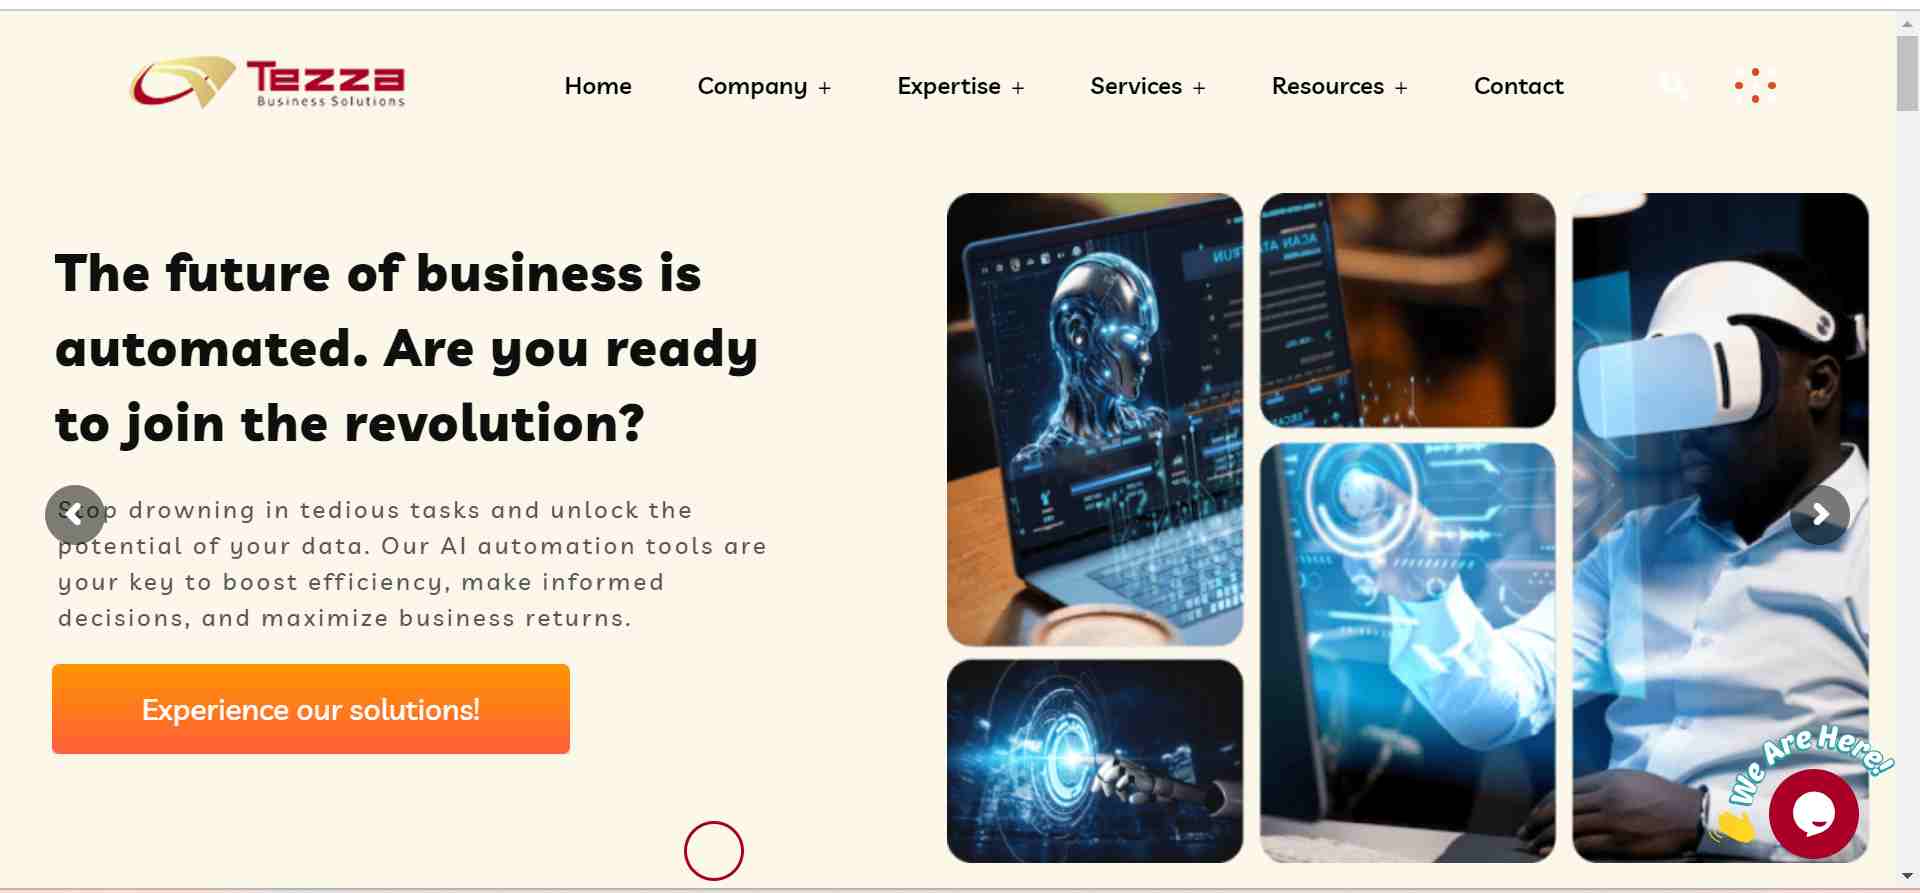 Tezza
Business Solutions
Home
Company +
Expertise +
Services +
Resources +
Contact
The future of business is
automated. Are you ready
to join the revolution?
Stop drowning in tedious tasks and unlock the
potential of your data. Our AI automation tools are
your key to boost efficiency, make informed
decisions, and maximize business returns.
Experience our solutions!
We Are Here!